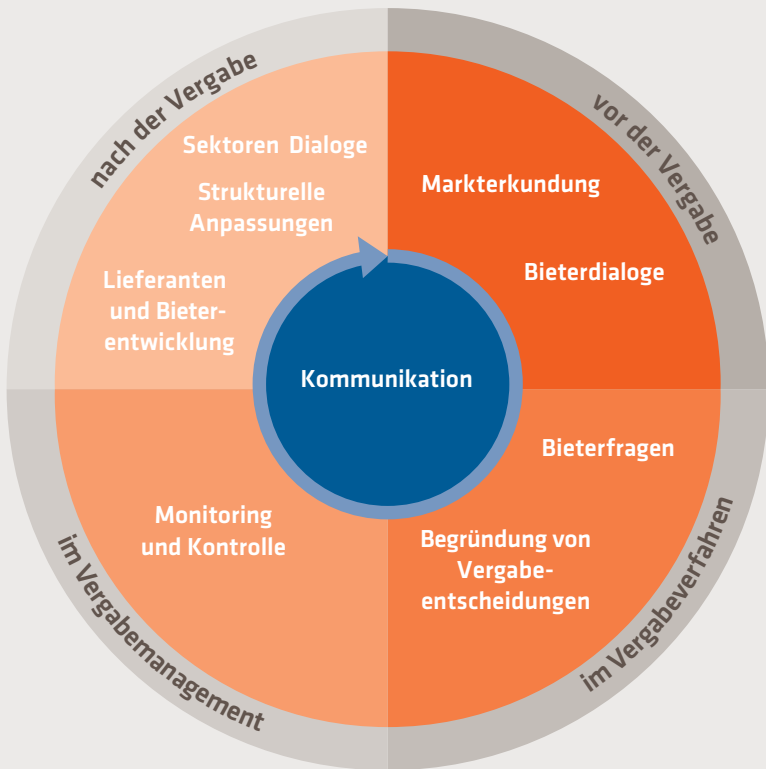 nach der Vergabe
Sektoren Dialoge
Strukturelle
Anpassungen
Lieferanten
und Bieter-
entwicklung
vor der Vergabe
Markterkundung
Bieterdialoge
Kommunikation
Bieterfragen
Begründung von
Vergabe-
entscheidungen
im Vergabeverfahren
Monitoring
und Kontrolle
im Vergabemanagement